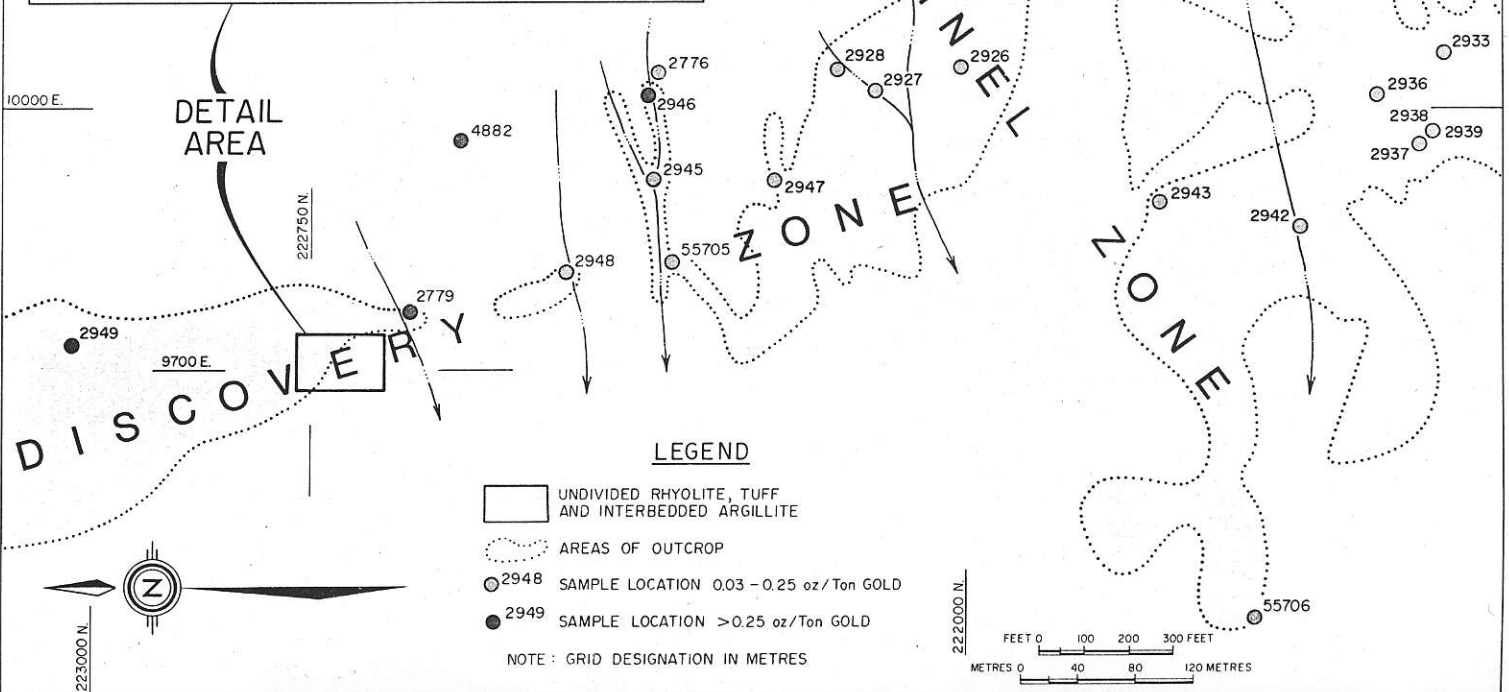 2933
2776
2928
2926
2927
2936
2946
10000 E.
DETAIL
AREA
4882
2938
2939
2937
2945
2947
NNEL
ZONE
2943
2942
222750 N.
55705
2948
2779
2949
9700 E.
DISCOVERY
ZONE
LEGEND
UNDIVIDED RHYOLITE, TUFF
AND INTERBEDDED ARGILLITE
AREAS OF OUTCROP
2948 SAMPLE LOCATION 0.03 - 0.25 oz/Ton GOLD
2949 SAMPLE LOCATION >0.25 oz/Ton GOLD
NOTE : GRID DESIGNATION IN METRES
N
223000 N.
222000 N.
55706
FEET 0 100 200 300 FEET
METRES 0 40 80 120 METRES